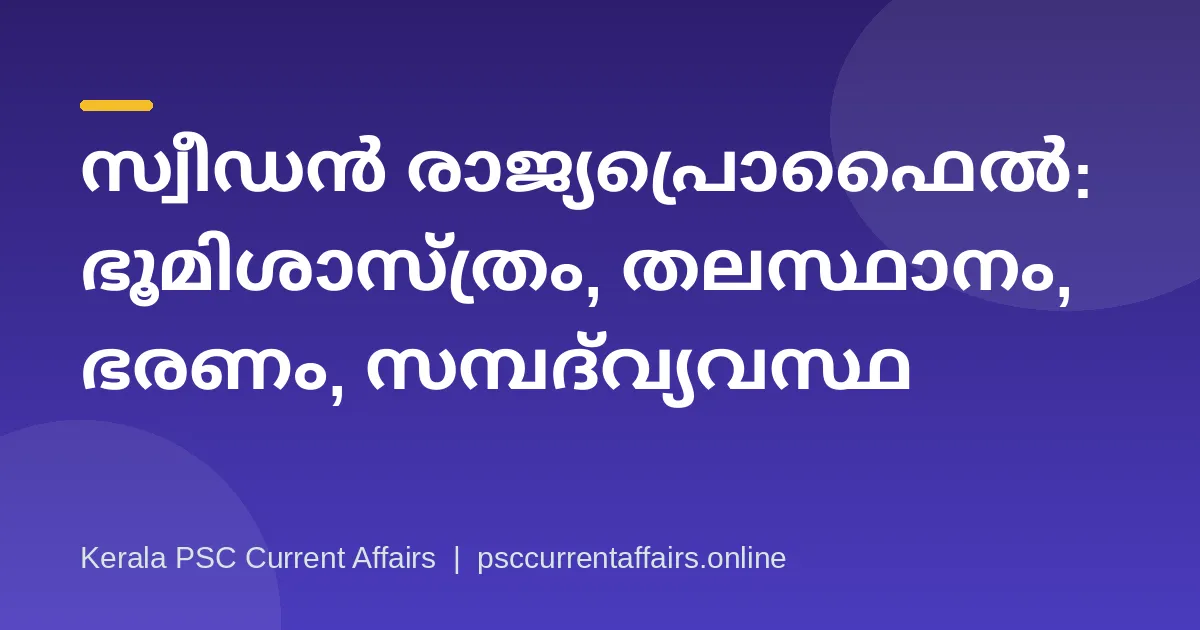 സ്വീഡൻ രാജ്യപ്രൊഫൈൽ:
ഭൂമിശാസ്ത്രം, തലസ്ഥാനം,
ഭരണം, സമ്പദ്‌വ്യവസ്ഥ
Kerala PSC Current Affairs | psccurrentaffairs.online